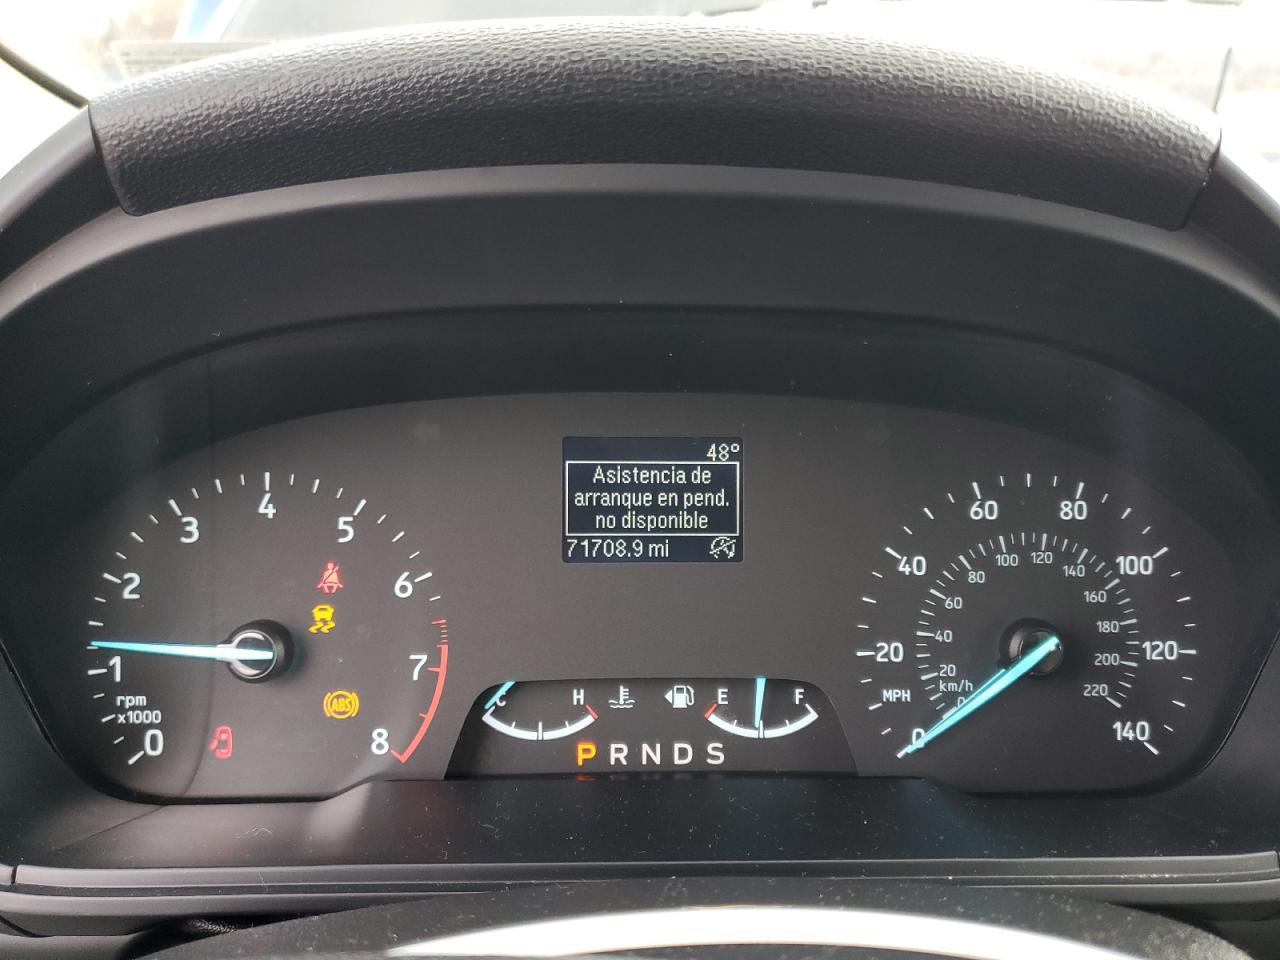 48°
Asistencia de
arranque en pend.
no disponible
71708.9 mi
0
1
2
3
4
5
6
7
8
rpm
x1000
ABS
C H
E F
P R N D S
0
20
40
60
80
100
120
140
MPH
km/h
0
20
40
60
80
100
120
140
160
180
200
220